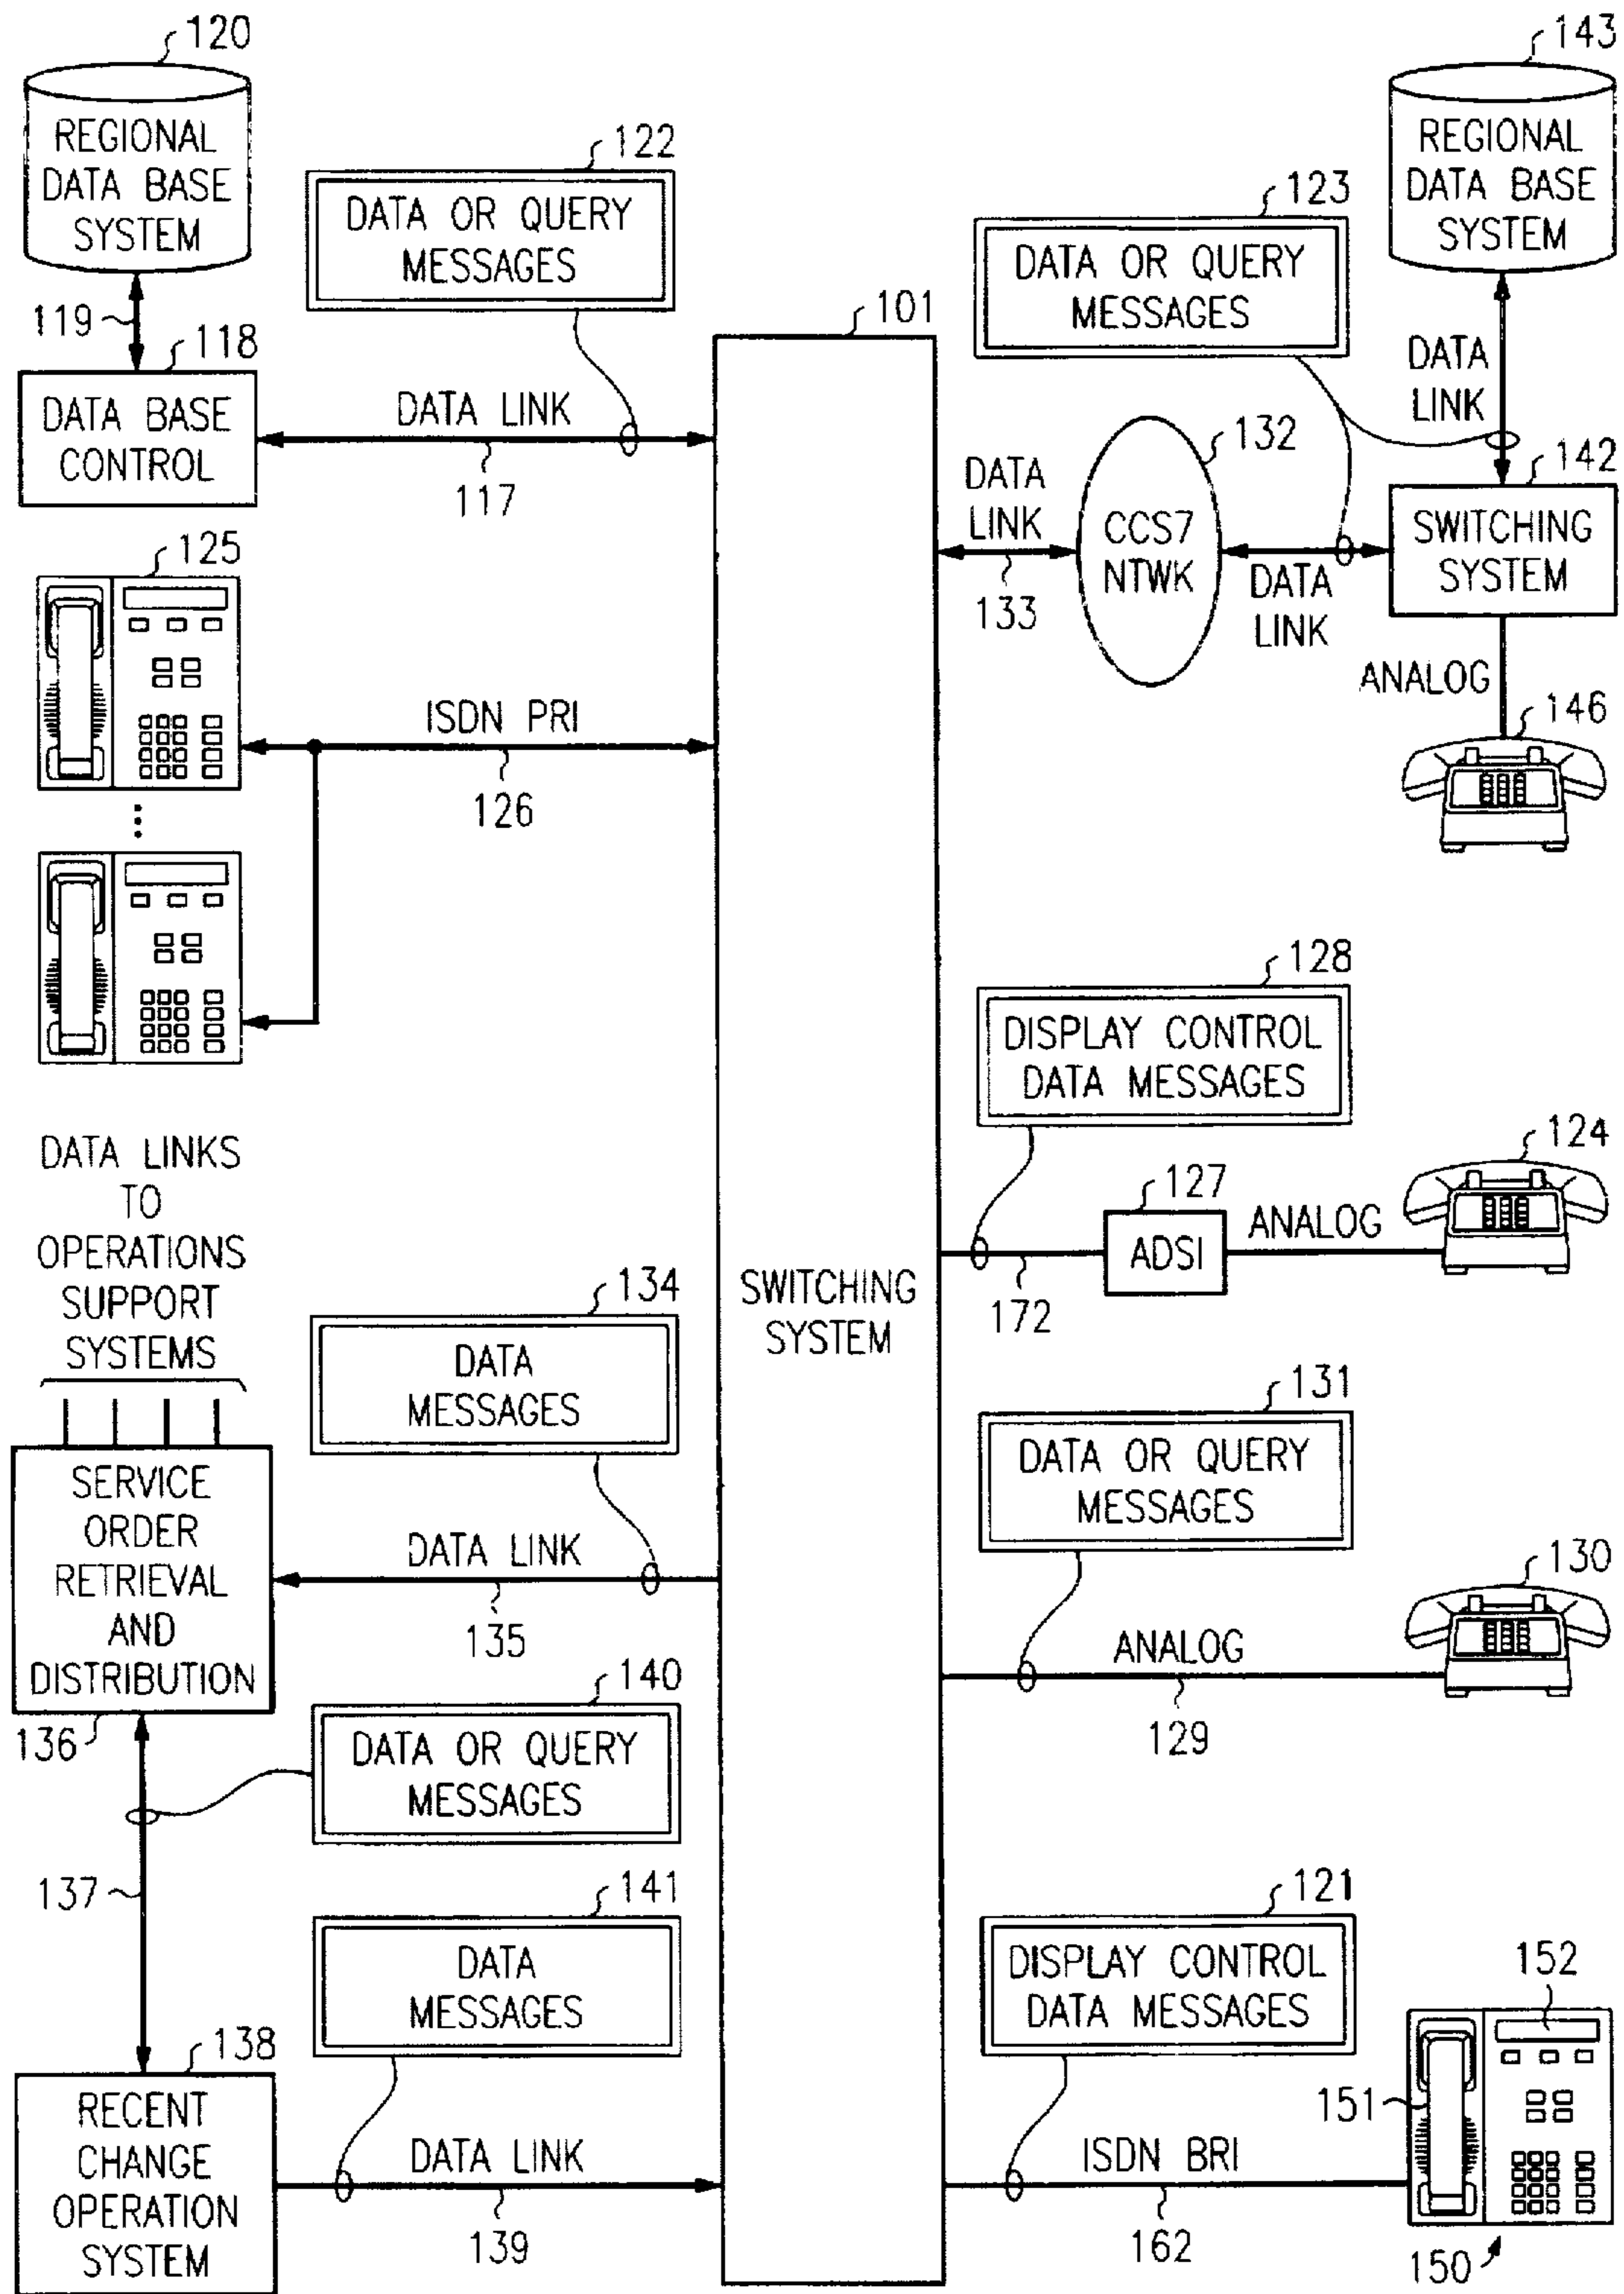 120
REGIONAL
DATA BASE
SYSTEM
119
118
DATA BASE
CONTROL
122
DATA OR QUERY
MESSAGES
DATA LINK
117
101
SWITCHING
SYSTEM
123
DATA OR QUERY
MESSAGES
143
REGIONAL
DATA BASE
SYSTEM
DATA
LINK
132
CCS7
NTWK
DATA
LINK
133
DATA
LINK
142
SWITCHING
SYSTEM
ANALOG
146
125
ISDN PRI
126
128
DISPLAY CONTROL
DATA MESSAGES
127
ADSI
172
ANALOG
124
DATA LINKS
TO
OPERATIONS
SUPPORT
SYSTEMS
SERVICE
ORDER
RETRIEVAL
AND
DISTRIBUTION
136
134
DATA
MESSAGES
DATA LINK
135
131
DATA OR QUERY
MESSAGES
ANALOG
129
130
140
DATA OR QUERY
MESSAGES
137
141
DATA
MESSAGES
138
RECENT
CHANGE
OPERATION
SYSTEM
DATA LINK
139
121
DISPLAY CONTROL
DATA MESSAGES
ISDN BRI
162
152
151
150